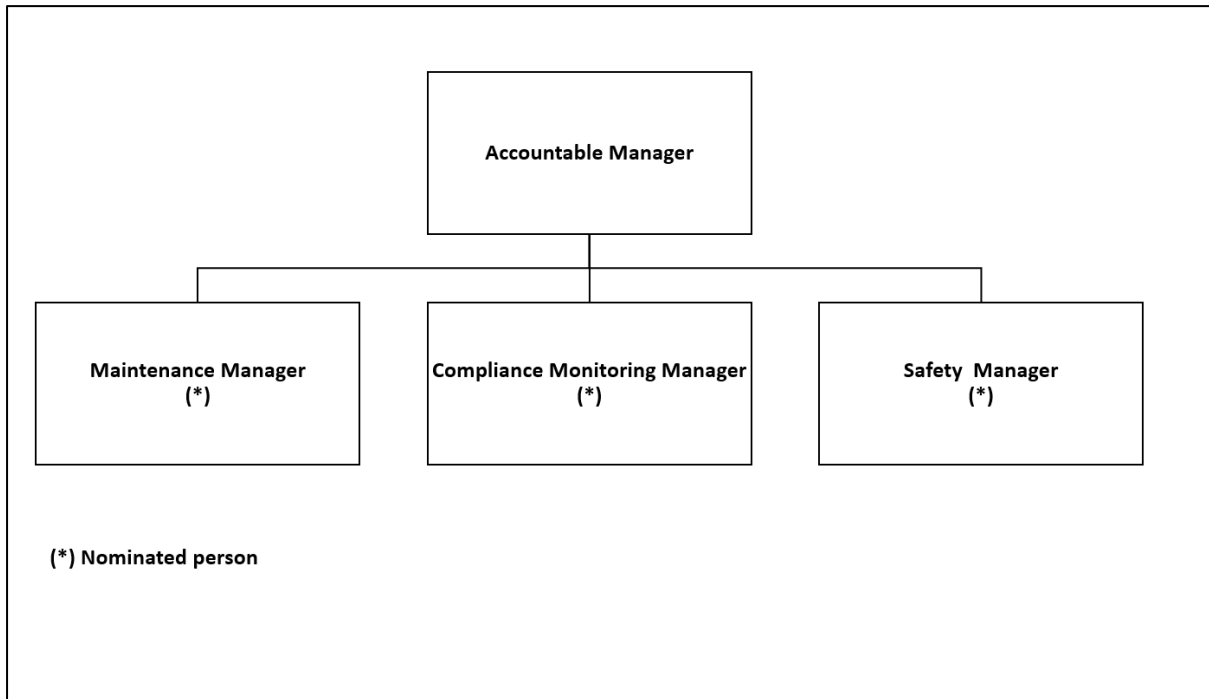 Accountable Manager
Maintenance Manager
(*)
Compliance Monitoring Manager
(*)
Safety  Manager
(*)
(*) Nominated person